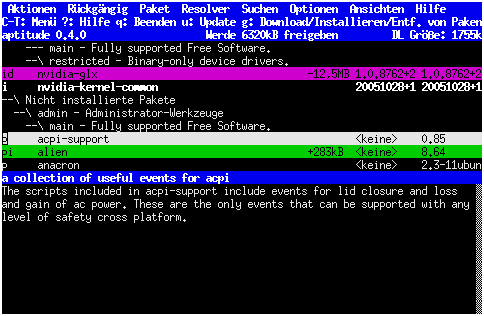 Aktionen Rückgängig Paket Resolver Suchen Optionen Ansichten Hilfe
C-T: Menü ?: Hilfe q: Beenden u: Update g: Download/Installieren/Entf. von Paken
aptitude 0.4.0 Werde 6320kB freigeben DL Größe: 1755k
--- main - Fully supported Free Software.
--\ restricted - Binary-only device drivers.
id nvidia-glx -12,5MB 1.0.8762+2 1.0.8762+2
i nvidia-kernel-common 20051028+1 20051028+1
--\ Nicht installierte Pakete
--\ admin - Administrator-Werkzeuge
--\ main - Fully supported Free Software.
p acpi-support <keine> 0.85
pi alien +283kB <keine> 8.64
p anacron <keine> 2.3-11ubun
a collection of useful events for acpi
The scripts included in acpi-support include events for lid closure and loss
and gain of ac power. These are the only events that can be supported with any
level of safety cross platform.